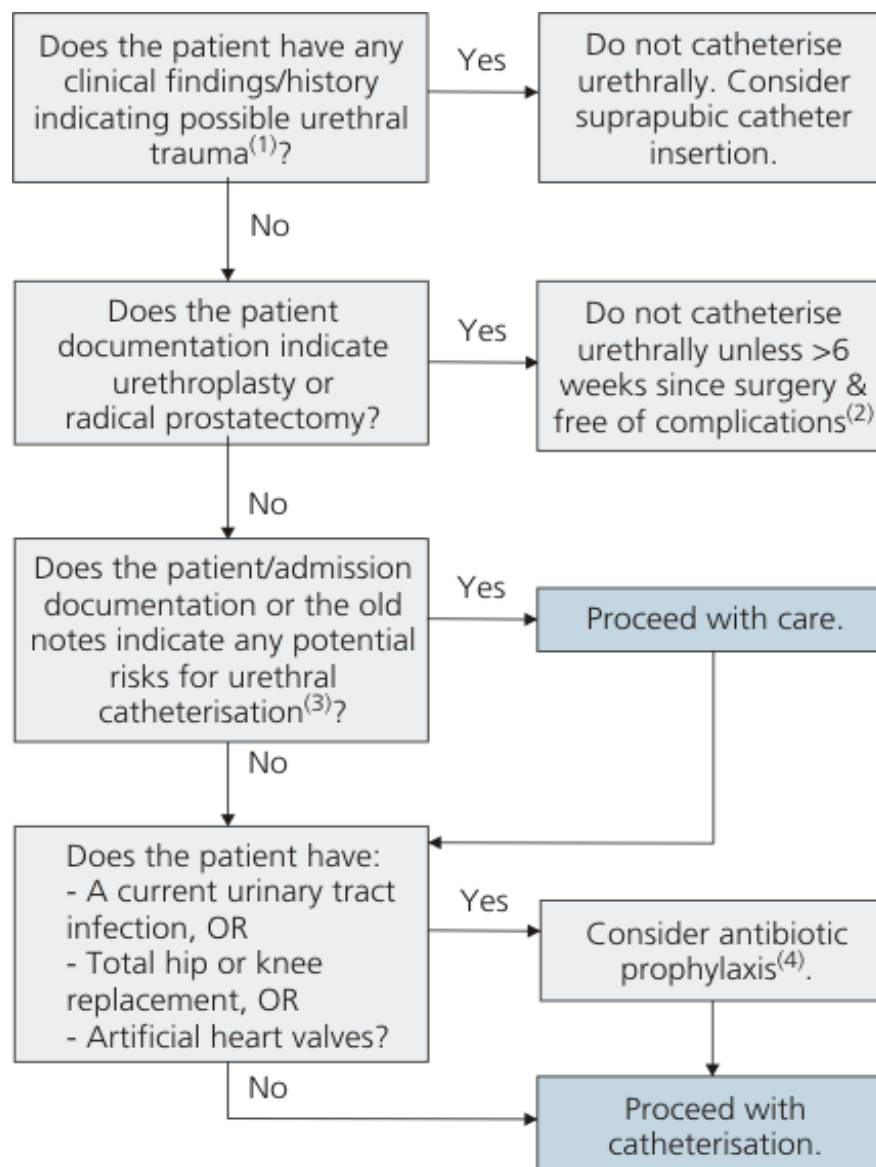 Does the patient have any
clinical findings/history
indicating possible urethral
trauma(1)?
Yes
Do not catheterise
urethrally. Consider
suprapubic catheter
insertion.
No
Does the patient
documentation indicate
urethroplasty or
radical prostatectomy?
Yes
Do not catheterise
urethrally unless >6
weeks since surgery &
free of complications(2)
No
Does the patient/admission
documentation or the old
notes indicate any potential
risks for urethral
catheterisation(3)?
Yes
Proceed with care.
No
Does the patient have:
- A current urinary tract
infection, OR
- Total hip or knee
replacement, OR
- Artificial heart valves?
Yes
Consider antibiotic
prophylaxis(4).
No
Proceed with
catheterisation.